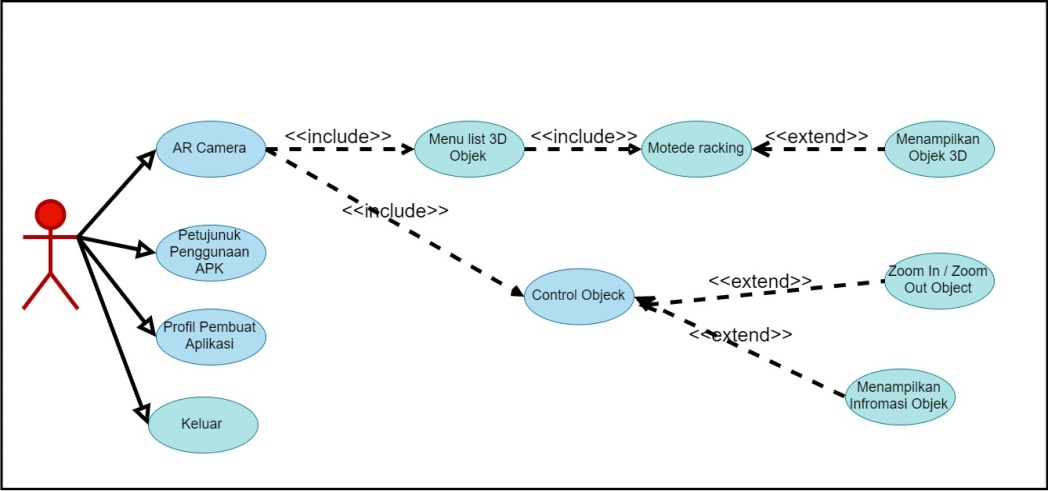 AR Camera
<<include>>
Menu list 3D
Objek
<<include>>
Motede racking
<<extend>>
Menampilkan
Objek 3D
<<include>>
Petujunuk
Penggunaan
APK
Zoom In / Zoom
Out Object
<<extend>>
Control Objeck
Profil Pembuat
Aplikasi
<<extend>>
Menampilkan
Infromasi Objek
Keluar